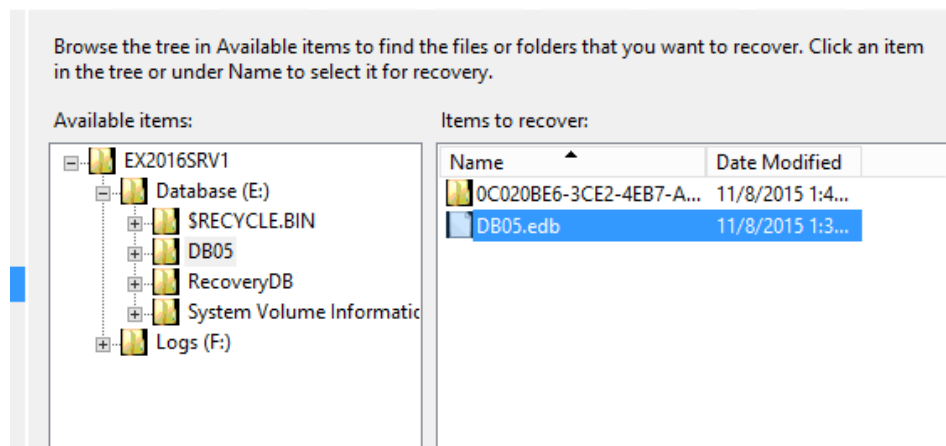 Browse the tree in Available items to find the files or folders that you want to recover. Click an item
in the tree or under Name to select it for recovery.
Available items:
Items to recover:
EX2016SRV1
Database (E:)
$RECYCLE.BIN
DB05
RecoveryDB
System Volume Informatic
Logs (F:)
Name Date Modified
0C020BE6-3CE2-4EB7-A... 11/8/2015 1:4...
DB05.edb 11/8/2015 1:3...